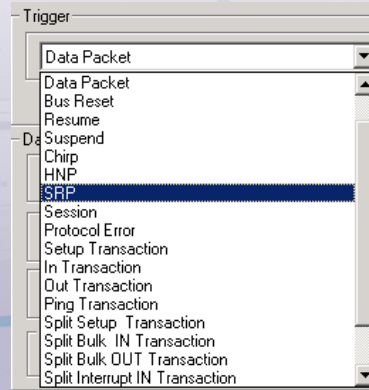 Trigger
Data Packet
Data Packet
Bus Reset
Resume
Suspend
Da
Chirp
HNP
SRP
Session
Protocol Error
Setup Transaction
In Transaction
Out Transaction
Ping Transaction
Split Setup  Transaction
Split Bulk  IN Transaction
Split Bulk OUT Transaction
Split Interrupt IN Transaction